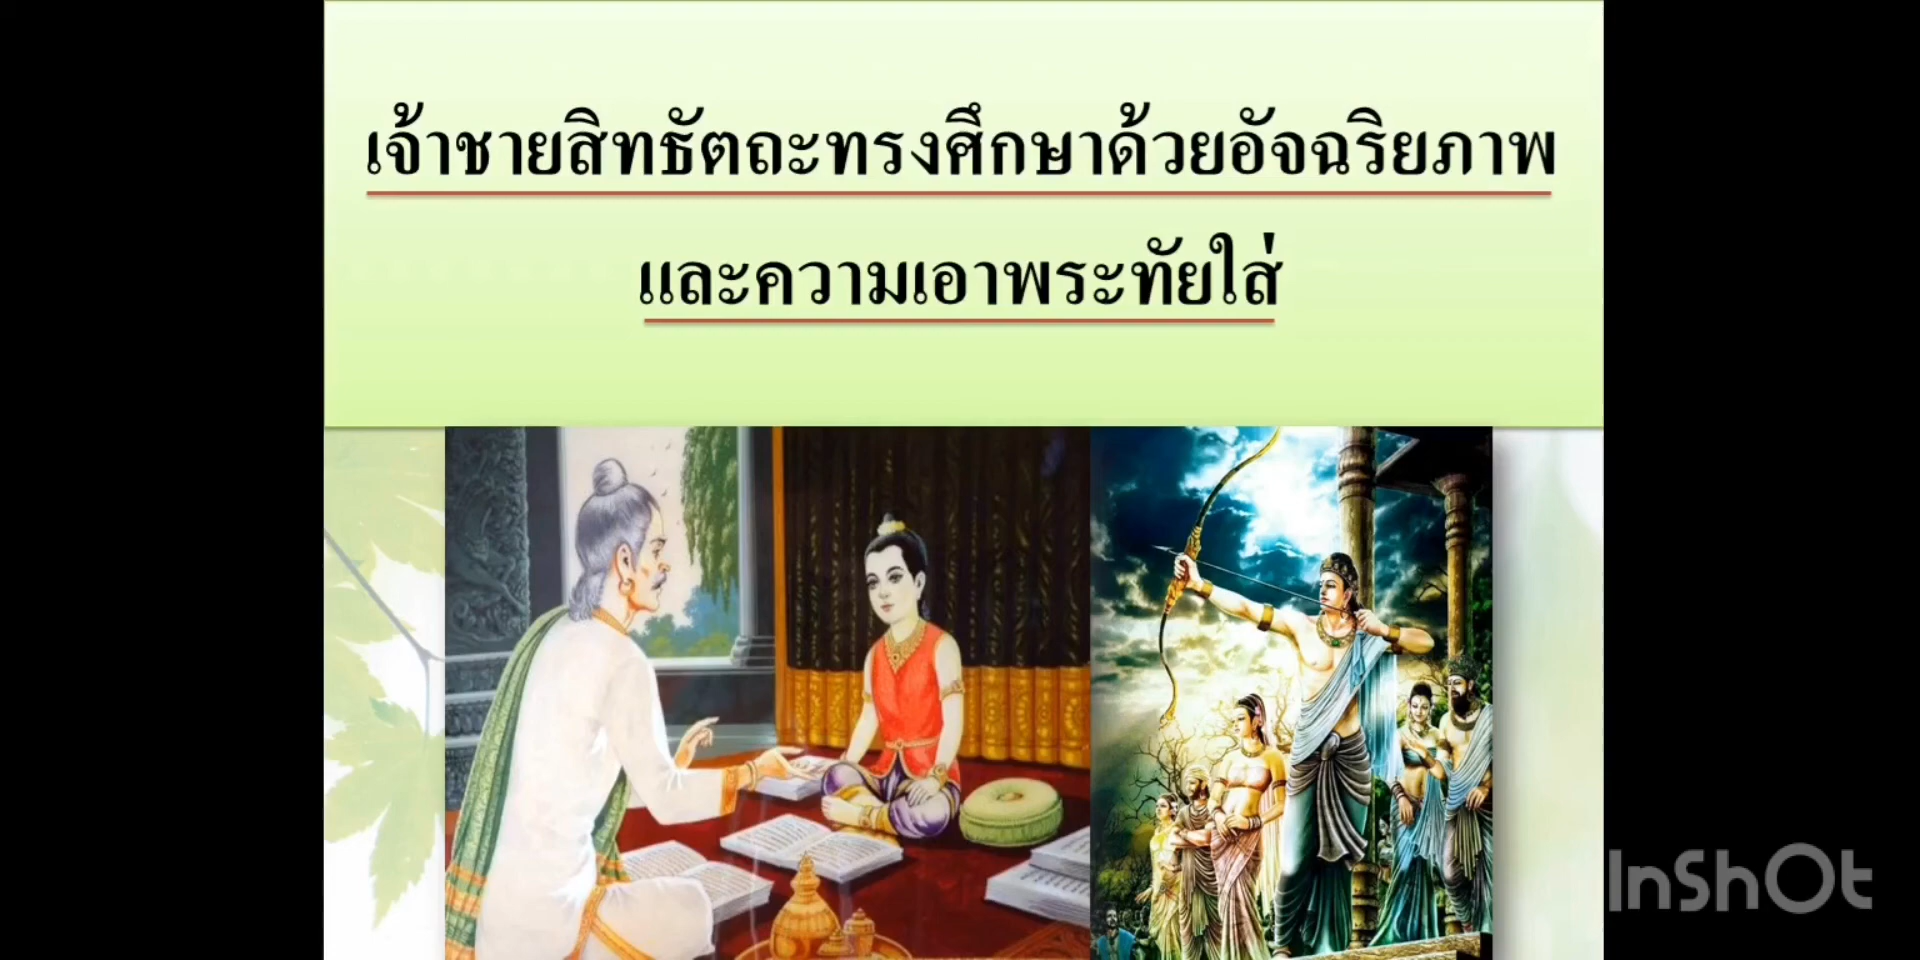 เจ้าชายสิทธัตถะทรงศึกษาด้วยอัจฉริยภาพ
และความเอาพระทัยใส่
InShOt